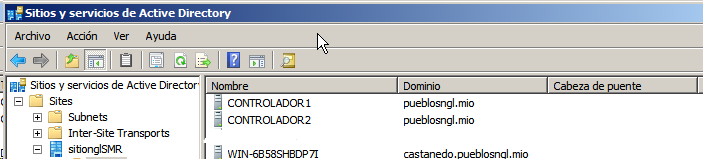 Sitios y servicios de Active Directory
Archivo Acción Ver Ayuda
Sitios y servicios de Active Directory
Sites
Subnets
Inter-Site Transports
sitionglSMR
Nombre Dominio Cabeza de puente
CONTROLADOR1 pueblosngl.mio
CONTROLADOR2 pueblosngl.mio
WIN-6B58SHBDP7I castanedo.pueblosngl.mio